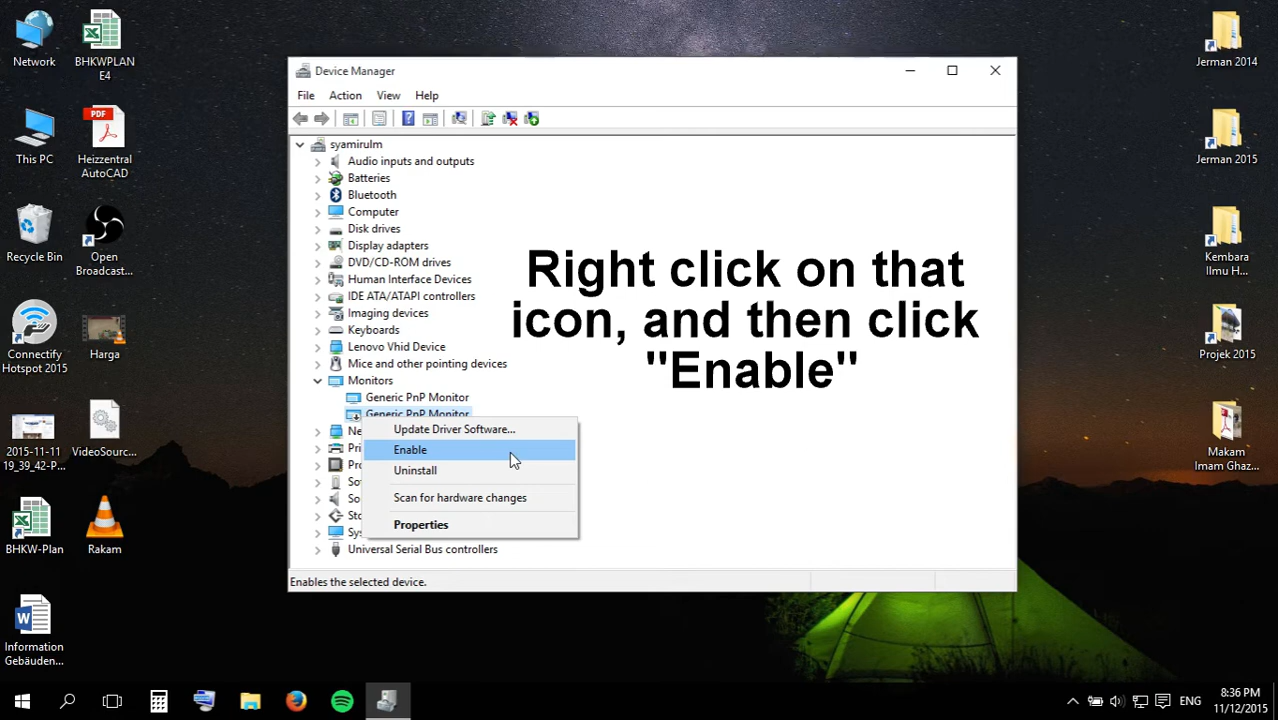 Network
BHKWPLAN
E4
This PC
Heizzentral
AutoCAD
Recycle Bin
Open
Broadcast...
Connectify
Hotspot 2015
Harga
2015-11-11
19_39_42-P...
VideoSourc...
BHKW-Plan
Rakam
Information
Gebäuden...
Device Manager
File Action View Help
syamirulm
Audio inputs and outputs
Batteries
Bluetooth
Computer
Disk drives
Display adapters
DVD/CD-ROM drives
Human Interface Devices
IDE ATA/ATAPI controllers
Imaging devices
Keyboards
Lenovo Vhid Device
Mice and other pointing devices
Monitors
Generic PnP Monitor
Generic PnP Monitor
Update Driver Software...
Enable
Uninstall
Scan for hardware changes
Properties
Universal Serial Bus controllers
Enables the selected device.
Right click on that
icon, and then click
"Enable"
Jerman 2014
Jerman 2015
Kembara
Ilmu H...
Projek 2015
Makam
Imam Ghaz...
PDF
ENG
8:36 PM
11/12/2015